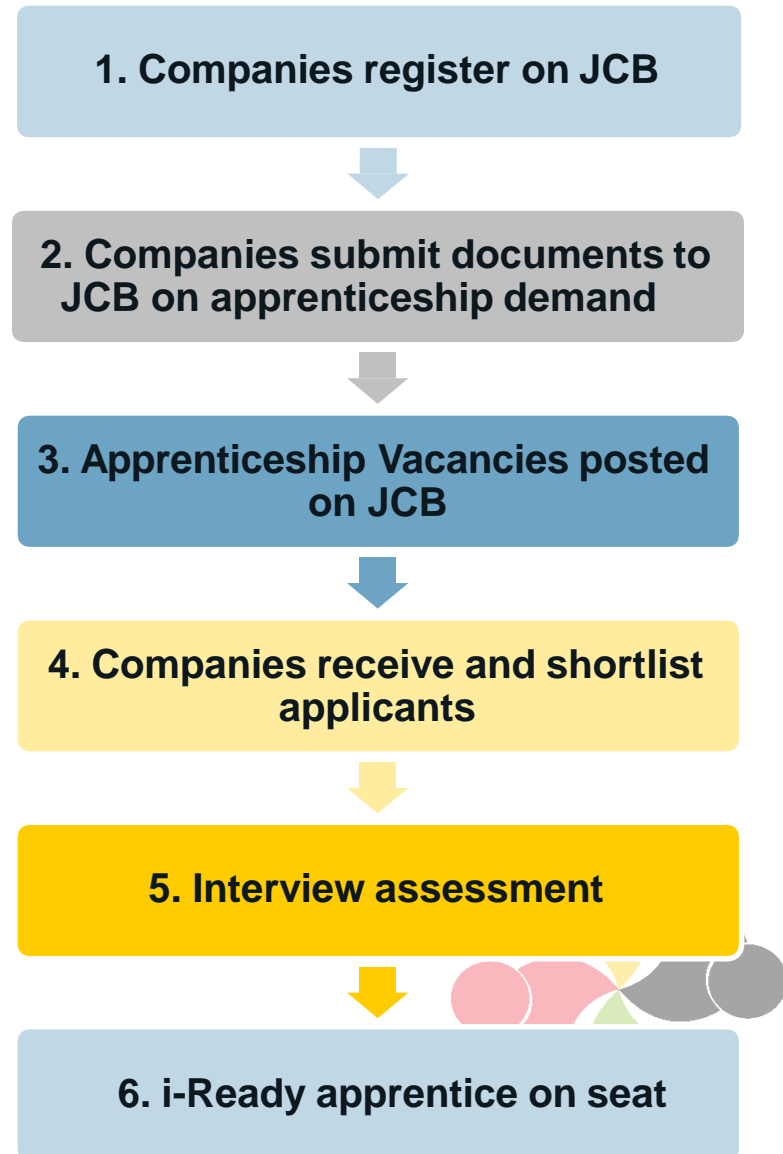 1. Companies register on JCB
2. Companies submit documents to
JCB on apprenticeship demand
3. Apprenticeship Vacancies posted
on JCB
4. Companies receive and shortlist
applicants
5. Interview assessment
6. i-Ready apprentice on seat